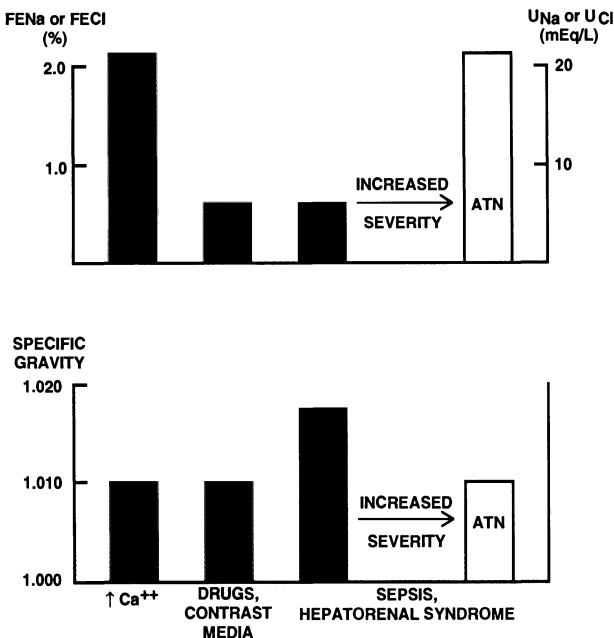 FENa or FECl
(%)
UNa or UCl
(mEq/L)
2.0
1.0
20
10
INCREASED
SEVERITY
ATN
SPECIFIC
GRAVITY
1.020
1.010
1.000
INCREASED
SEVERITY
ATN
↑ Ca++
DRUGS,
CONTRAST
MEDIA
SEPSIS,
HEPATORENAL SYNDROME